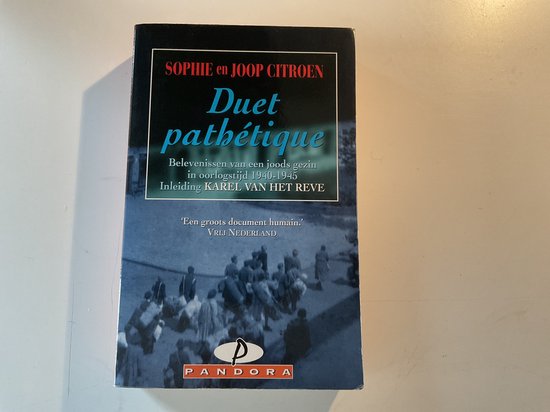 SOPHIE en JOOP CITROEN
Duet
pathétique
Belevenissen van een joods gezin
in oorlogstijd 1940-1945
Inleiding KAREL VAN HET REVE
'Een groots document humain.'
VRIJ NEDERLAND
P
PANDORA